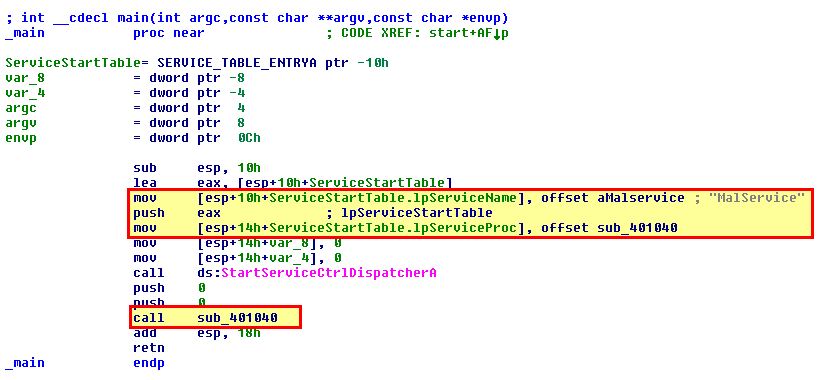 ; int __cdecl main(int argc,const char **argv,const char *envp)
_main proc near ; CODE XREF: start+AF↓p
ServiceStartTable= SERVICE_TABLE_ENTRYA ptr -10h
var_8 = dword ptr -8
var_4 = dword ptr -4
argc = dword ptr 4
argv = dword ptr 8
envp = dword ptr 0Ch
sub esp, 10h
lea eax, [esp+10h+ServiceStartTable]
mov [esp+10h+ServiceStartTable.lpServiceName], offset aMalservice ; "MalService"
push eax ; lpServiceStartTable
mov [esp+14h+ServiceStartTable.lpServiceProc], offset sub_401040
mov [esp+14h+var_8], 0
mov [esp+14h+var_4], 0
call ds:StartServiceCtrlDispatcherA
push 0
push 0
call sub_401040
add esp, 18h
retn
_main endp